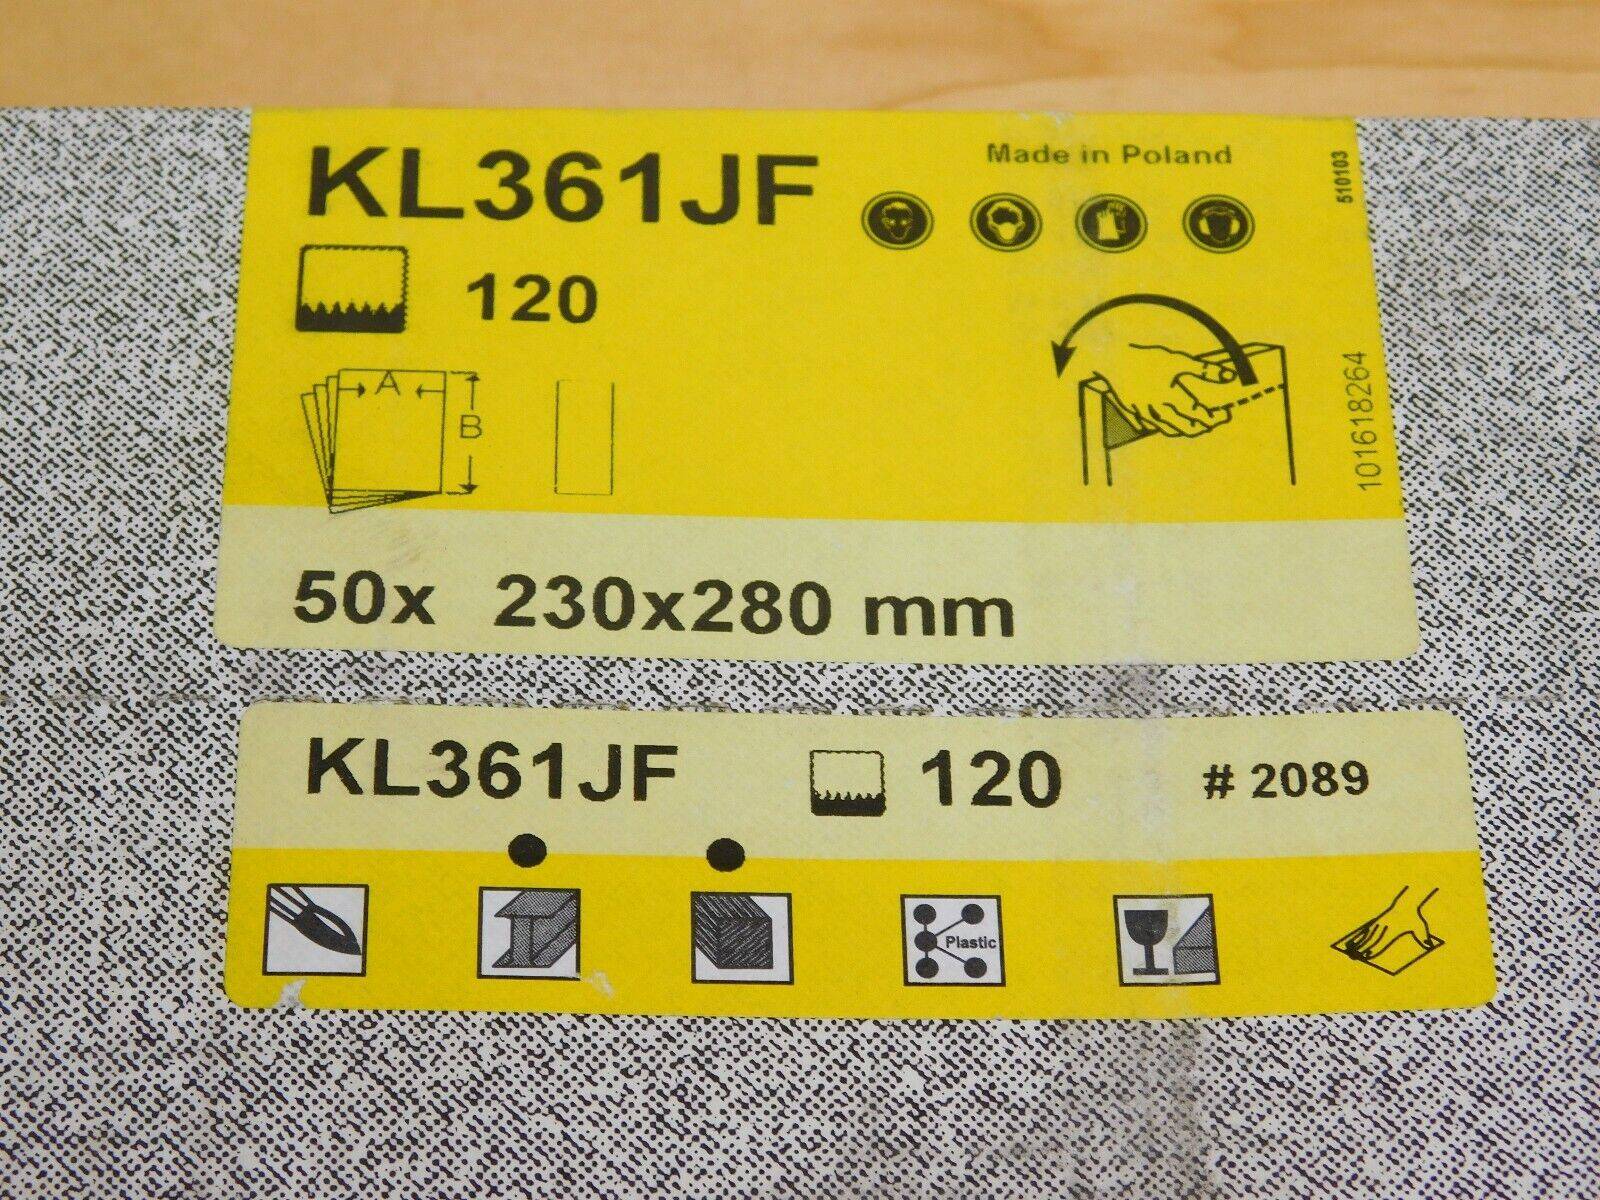 KL361JF
Made in Poland
510103
120
A
B
101618264
50x 230x280 mm
KL361JF 120 # 2089
Plastic